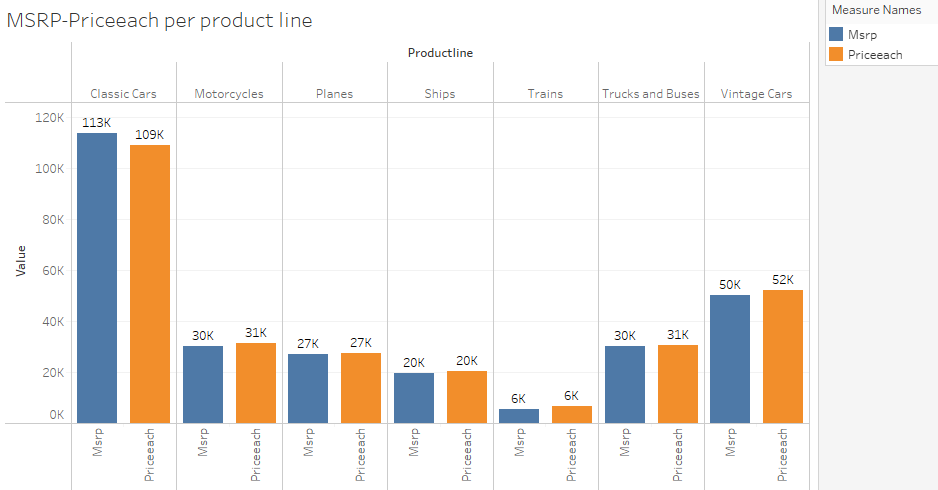 MSRP-Priceeach per product line
Measure Names
Msrp
Priceeach
Productline
Classic Cars Motorcycles Planes Ships Trains Trucks and Buses Vintage Cars
Value
120K
100K
80K
60K
40K
20K
0K
113K 109K 30K 31K 27K 27K 20K 20K 6K 6K 30K 31K 50K 52K
Msrp Priceeach Msrp Priceeach Msrp Priceeach Msrp Priceeach Msrp Priceeach Msrp Priceeach Msrp Priceeach